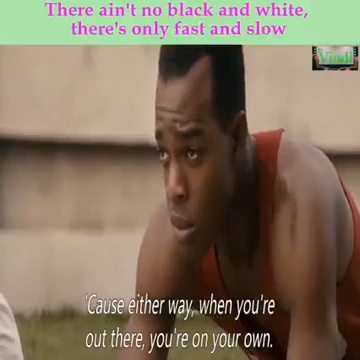 There ain't no black and white,
there's only fast and slow
Vindl
'Cause either way, when you're
out there, you're on your own.